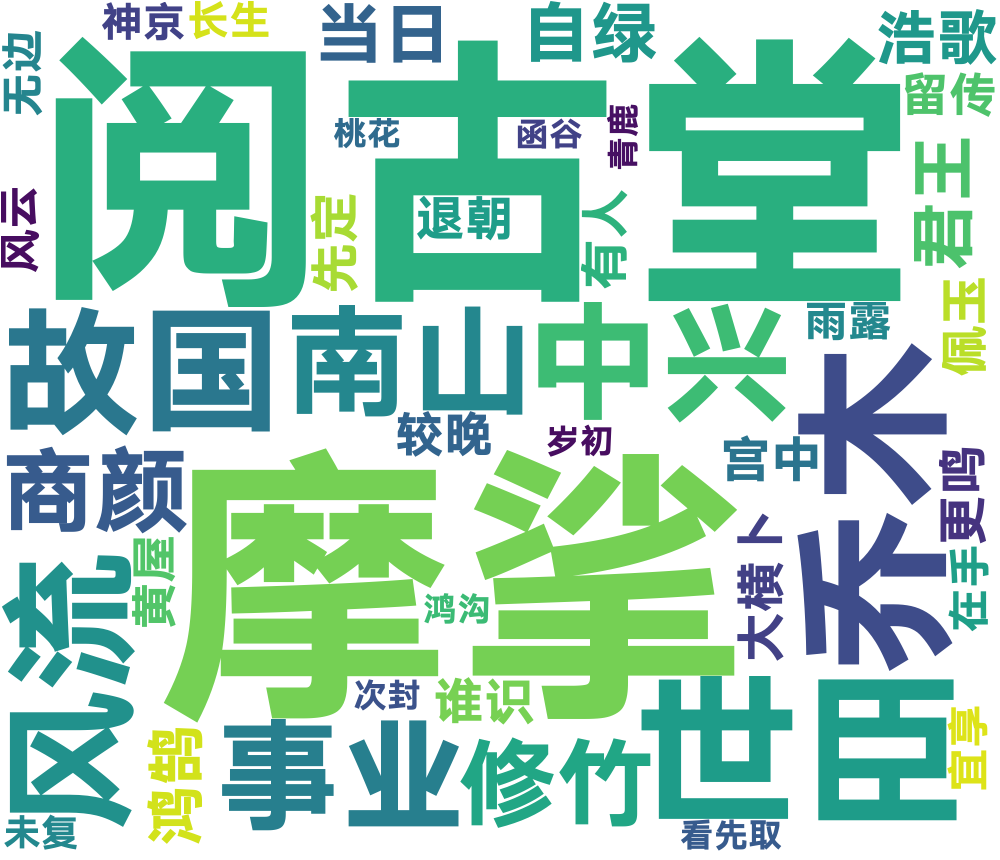 神京
长生
当日
自绿
浩歌
无边
阅古堂
留传
桃花
函谷
青鹿
君王
风云
先定
退朝
有人
佩玉
故国
南山
中兴
雨露
乔木
较晚
岁初
宫中
商颜
摩挲
更鸣
黄屋
鸿沟
大横卜
在手
风流
次封
谁识
世臣
鸿鹄
事业
修竹
宜享
未复
看先取